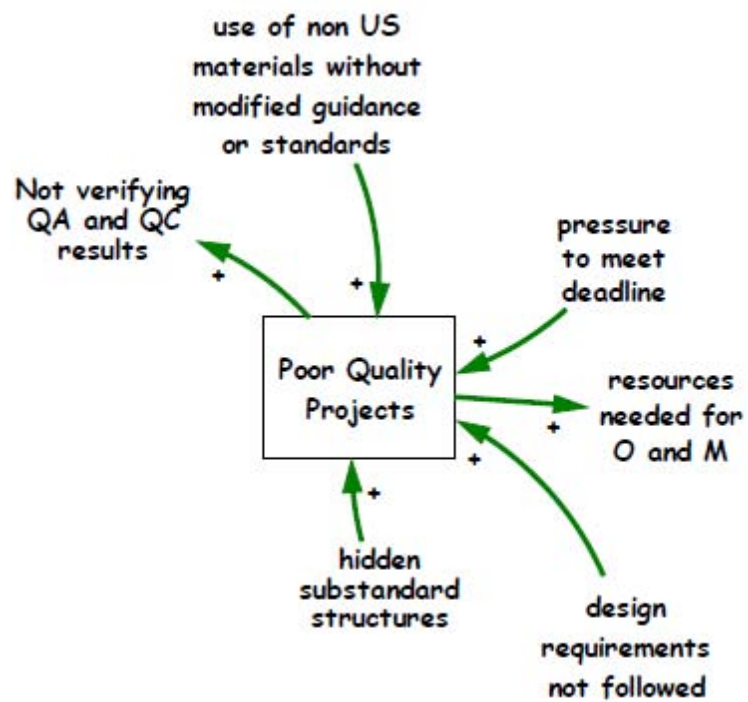 use of non US
materials without
modified guidance
or standards
Not verifying
QA and QC
results
+
+
pressure
to meet
deadline
+
Poor Quality
Projects
resources
needed for
O and M
+
+
+
hidden
substandard
structures
design
requirements
not followed